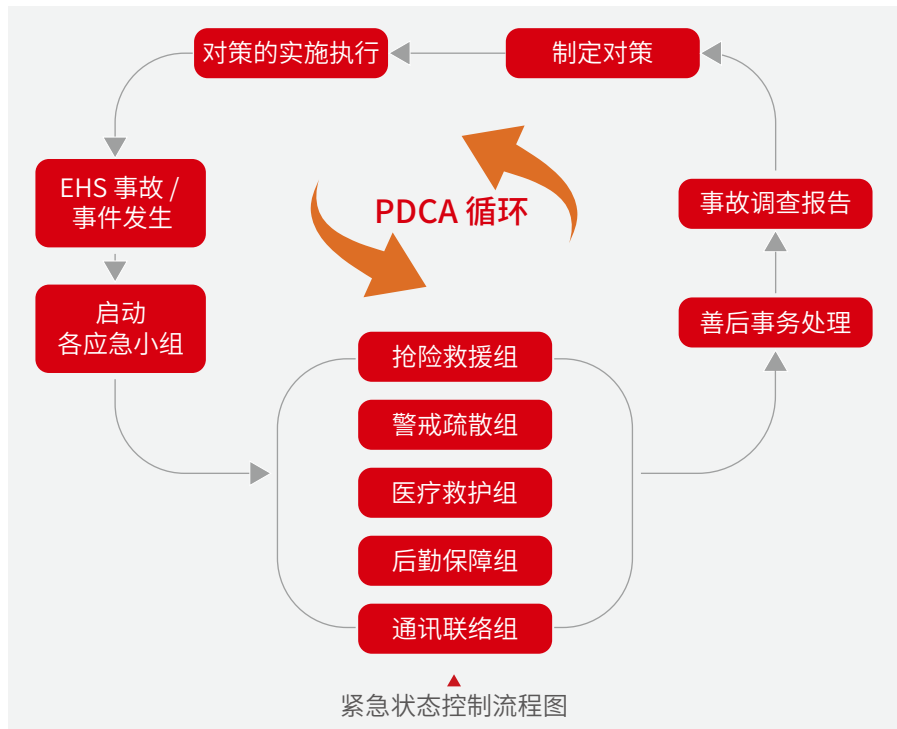 对策的实施执行
制定对策
EHS 事故 /
事件发生
PDCA 循环
事故调查报告
启动
各应急小组
善后事务处理
抢险救援组
警戒疏散组
医疗救护组
后勤保障组
通讯联络组
紧急状态控制流程图